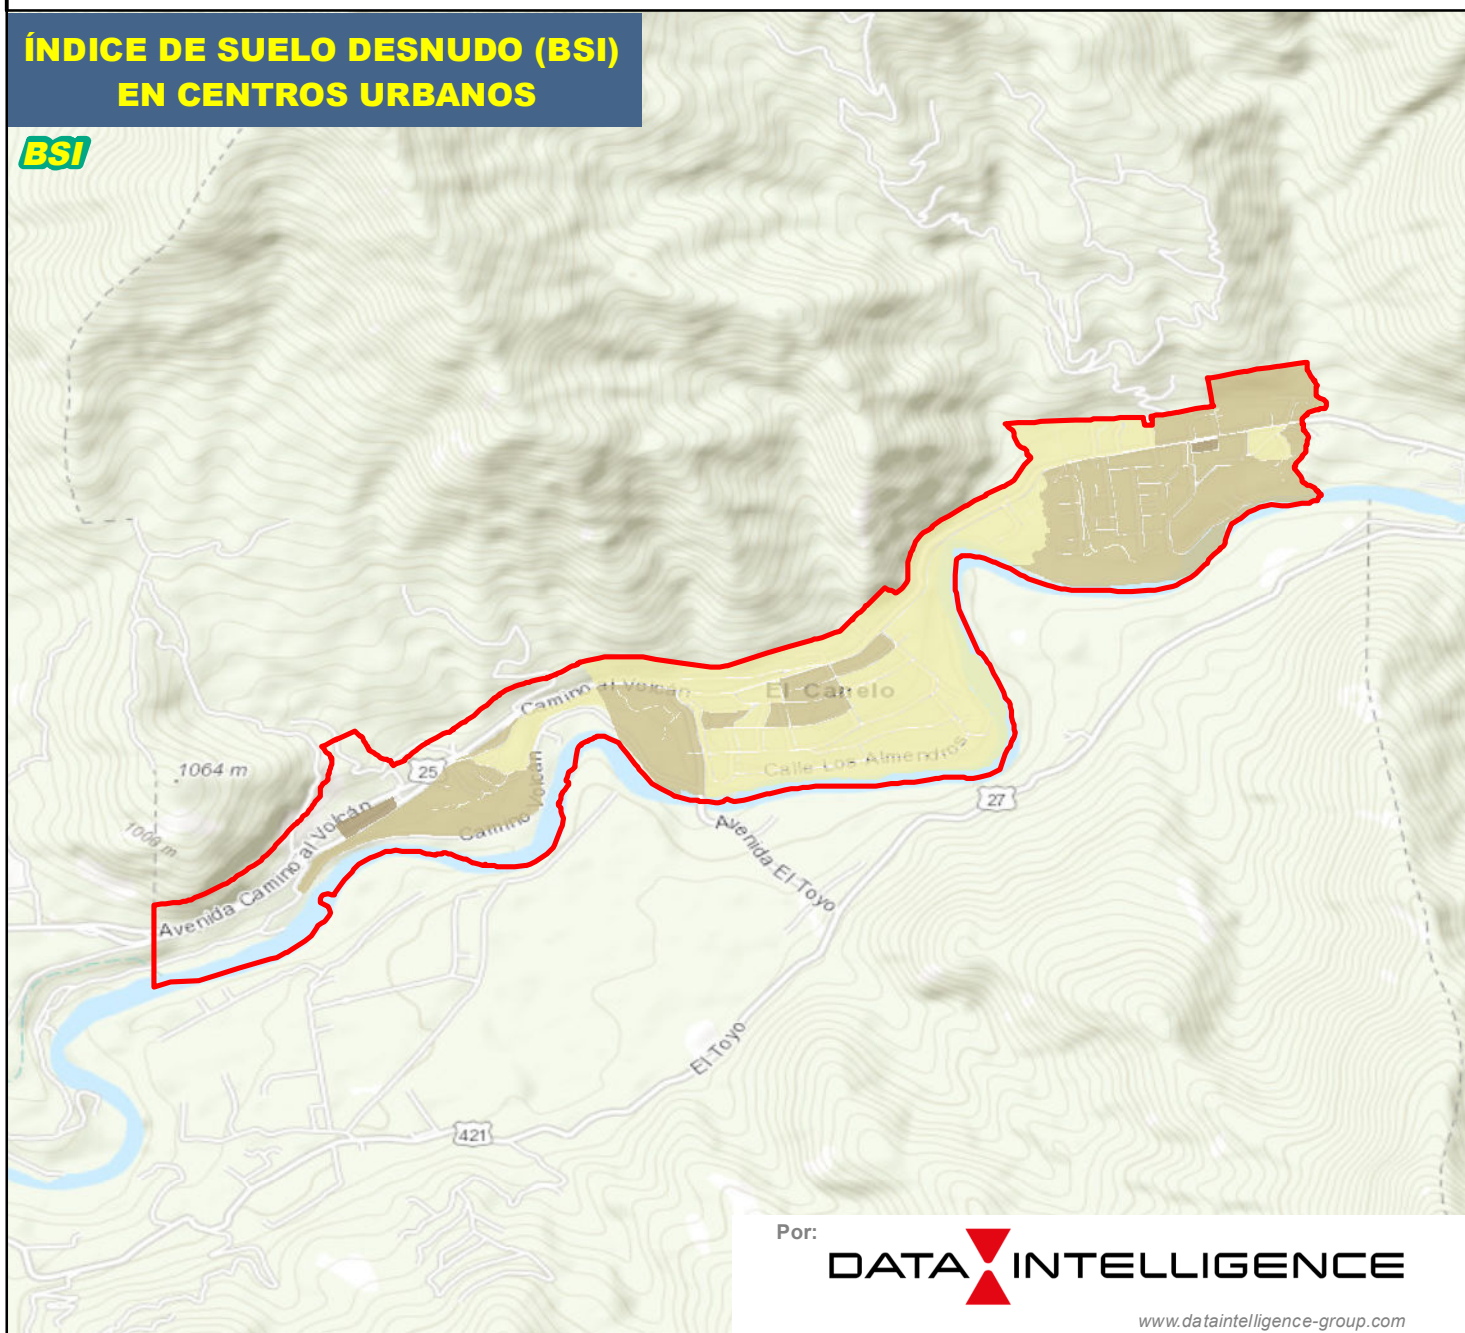 ÍNDICE DE SUELO DESNUDO (BSI)
EN CENTROS URBANOS
BSI
Camino al Volcán
El Canelo
Calle Los Almendros
1064 m
25
Camino Volcán
27
1000 m
Avenida Camino al Volcán
Avenida El Toyo
El Toyo
421
Por:
DATA INTELLIGENCE
www.dataintelligence-group.com